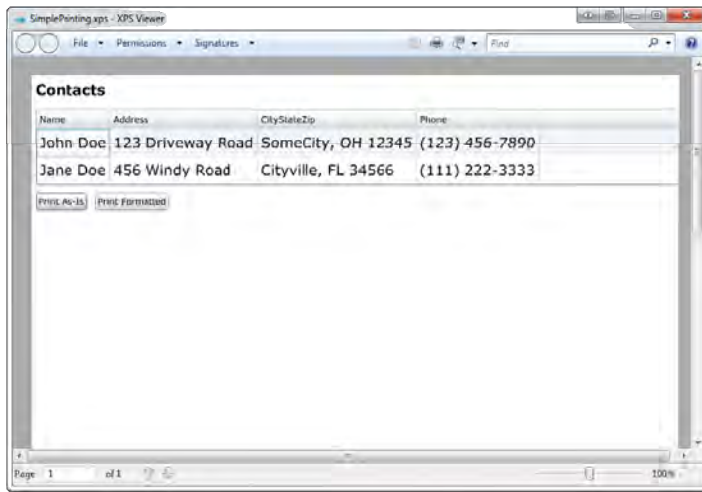 SimplePrinting.xps - XPS Viewer
File Permissions Signatures Find
Contacts
Name Address CityStateZip Phone
John Doe 123 Driveway Road SomeCity, OH 12345 (123) 456-7890
Jane Doe 456 Windy Road Cityville, FL 34566 (111) 222-3333
Print As-Is Print Formatted
Page 1 of 1 100%